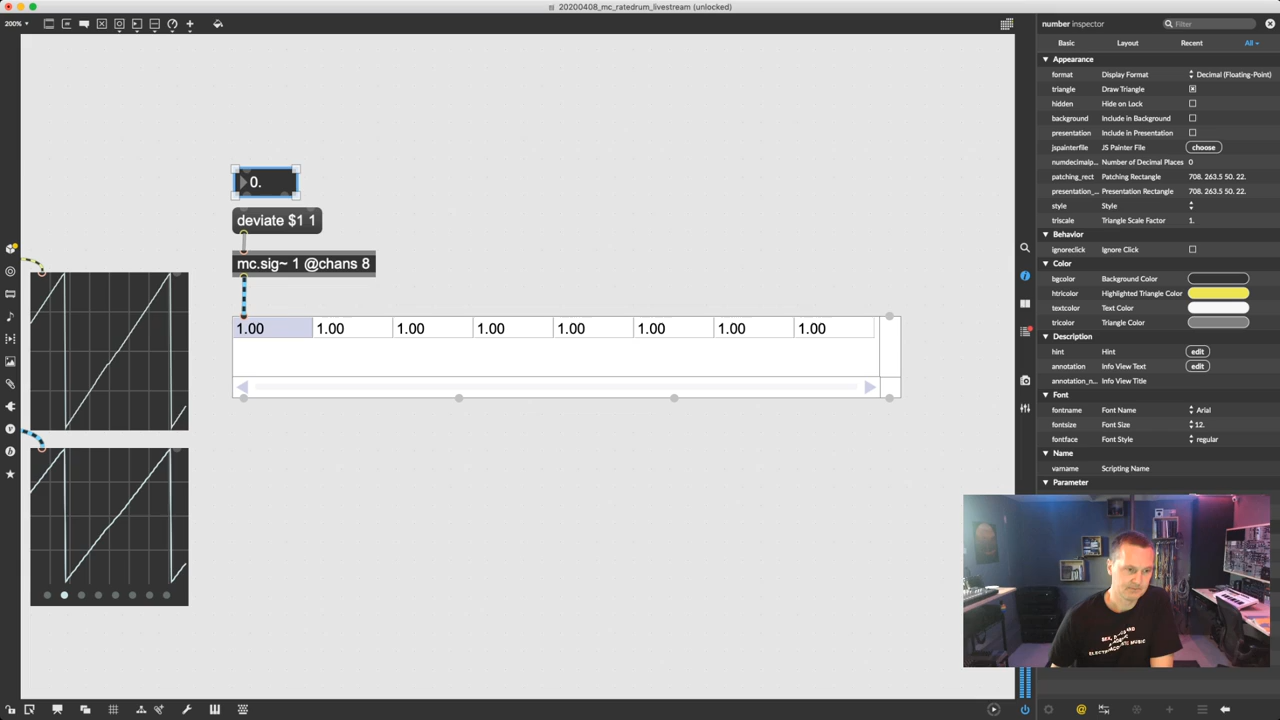 20200408_mc_ratedrum_livestream (unlocked)
200%
number inspector
Filter
Basic
Layout
Recent
All
Appearance
format Display Format Decimal (Floating-Point)
triangle Draw Triangle
hidden Hide on Lock
background Include in Background
presentation Include in Presentation
jspainterfile JS Painter File choose
numdecimalp... Number of Decimal Places 0
patching_rect Patching Rectangle 708. 263.5 50. 22.
presentation_... Presentation Rectangle 708. 263.5 50. 22.
style Style
triscale Triangle Scale Factor 1.
Behavior
ignoreclick Ignore Click
Color
bgcolor Background Color
htricolor Highlighted Triangle Color
textcolor Text Color
tricolor Triangle Color
Description
hint Hint edit
annotation Info View Text edit
annotation_n... Info View Title
Font
fontname Font Name Arial
fontsize Font Size 12.
fontface Font Style regular
Name
varname Scripting Name
Parameter
0.
deviate $1 1
mc.sig~ 1 @chans 8
1.00 1.00 1.00 1.00 1.00 1.00 1.00 1.00